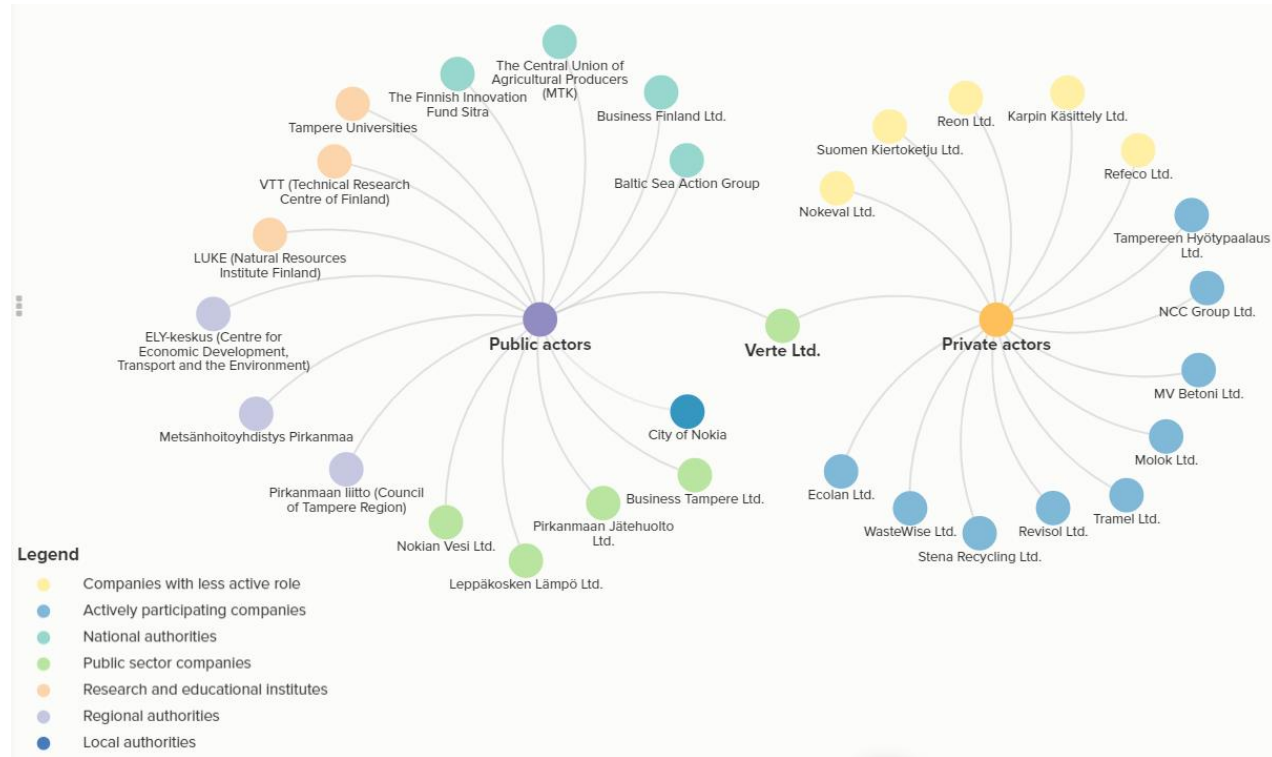 The Central Union of
Agricultural Producers
(MTK)
The Finnish Innovation
Fund Sitra
Business Finland Ltd.
Tampere Universities
Baltic Sea Action Group
VTT (Technical Research
Centre of Finland)
LUKE (Natural Resources
Institute Finland)
ELY-keskus (Centre for
Economic Development,
Transport and the Environment)
Metsänhoitoyhdistys Pirkanmaa
Pirkanmaan liitto (Council
of Tampere Region)
Nokian Vesi Ltd.
Leppäkosken Lämpö Ltd.
Pirkanmaan Jätehuolto
Ltd.
Business Tampere Ltd.
City of Nokia
Public actors
Verte Ltd.
Private actors
Reon Ltd.
Karpin Käsittely Ltd.
Suomen Kiertoketju Ltd.
Refeco Ltd.
Nokeval Ltd.
Tampereen Hyötypaalaus
Ltd.
NCC Group Ltd.
MV Betoni Ltd.
Molok Ltd.
Tramel Ltd.
Revisol Ltd.
Stena Recycling Ltd.
WasteWise Ltd.
Ecolan Ltd.
Legend
Companies with less active role
Actively participating companies
National authorities
Public sector companies
Research and educational institutes
Regional authorities
Local authorities